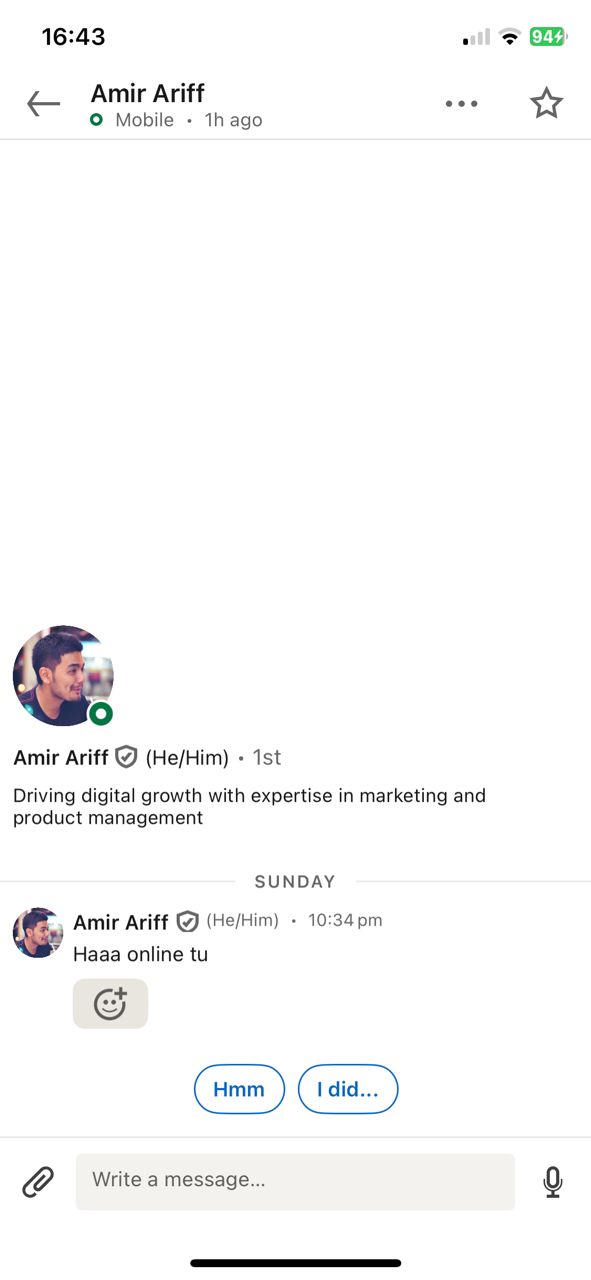 16:43
94
Amir Ariff
Mobile • 1h ago
Amir Ariff (He/Him) • 1st
Driving digital growth with expertise in marketing and
product management
SUNDAY
Amir Ariff (He/Him) • 10:34 pm
Haaa online tu
Hmm
I did...
Write a message...